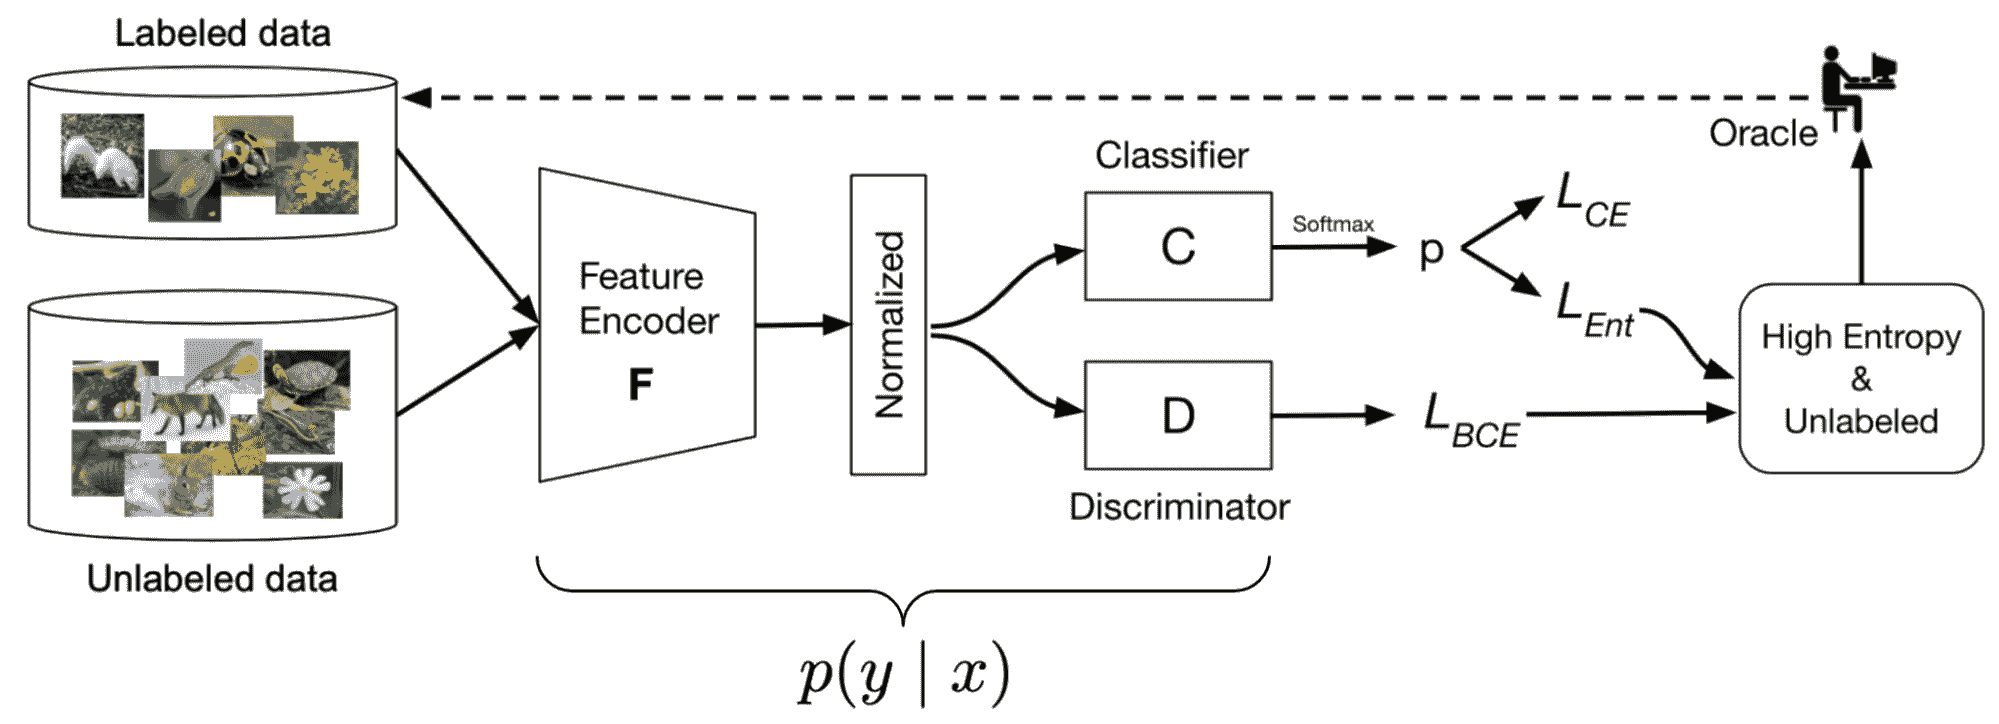 Labeled data
Oracle
Classifier
C
Softmax
p
L_{CE}
L_{Ent}
Feature
Encoder
F
Normalized
High Entropy
&
Unlabeled
D
L_{BCE}
Discriminator
Unlabeled data
p(y | x)